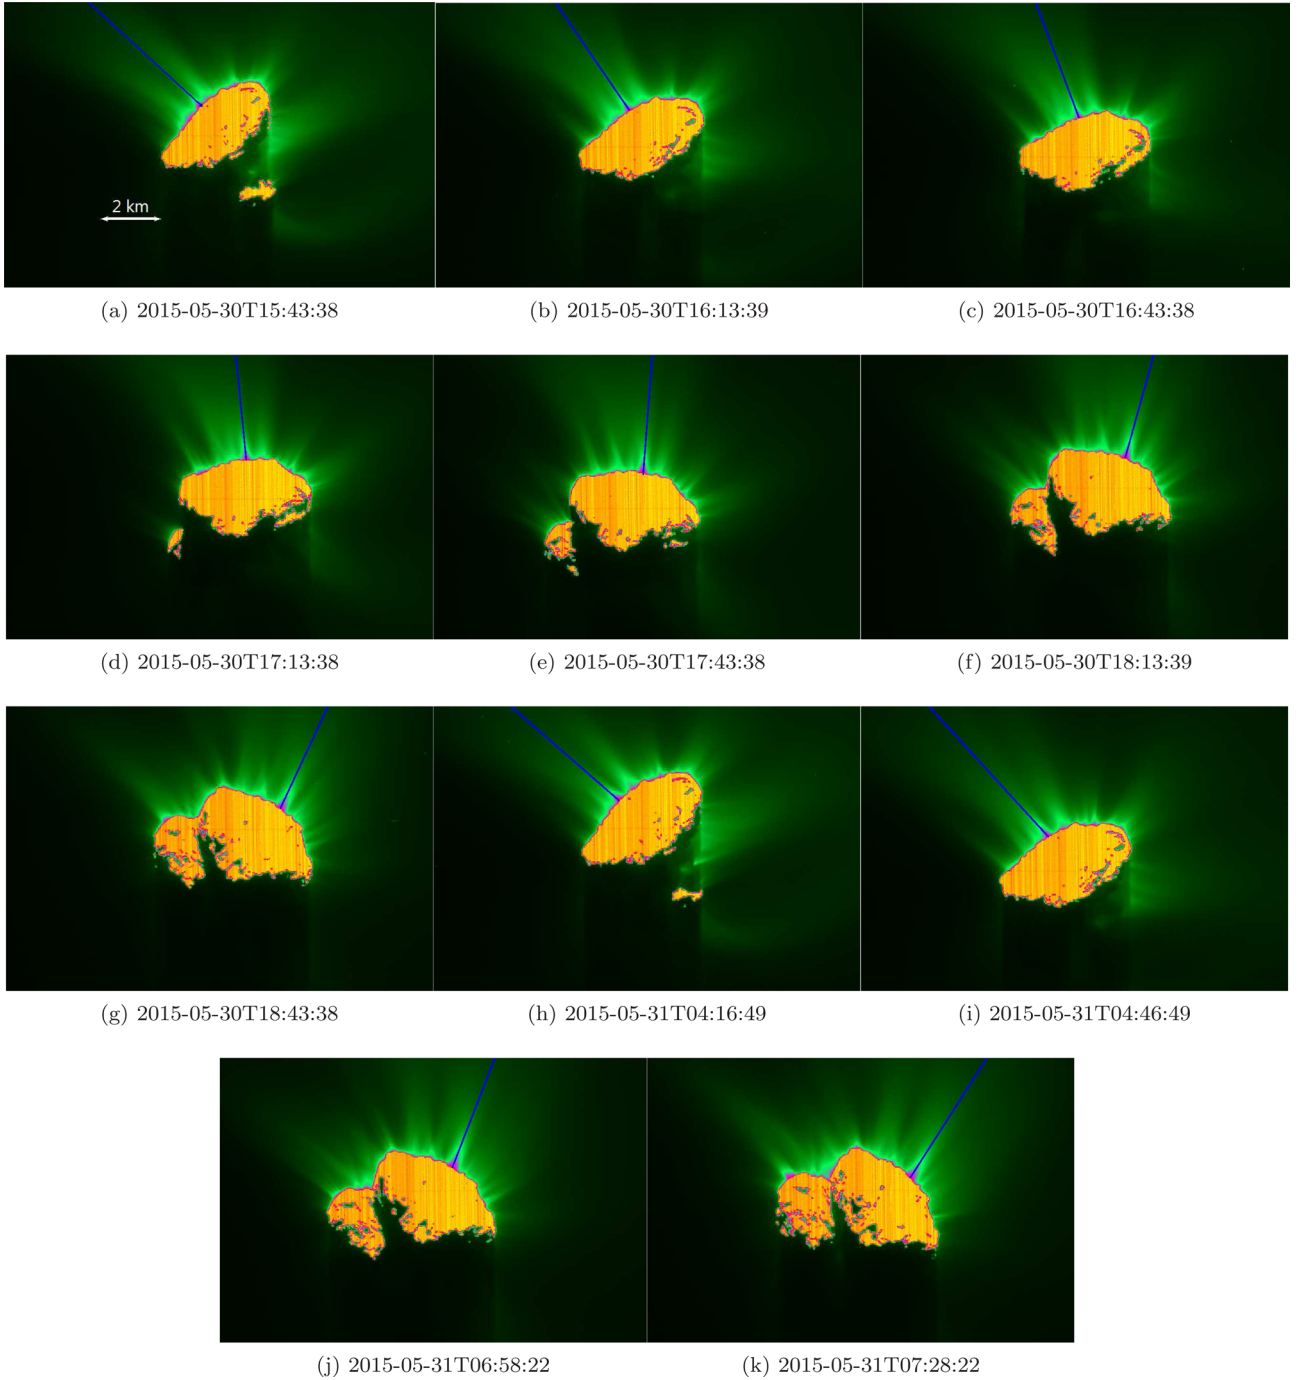 2 km
(a) 2015-05-30T15:43:38
(b) 2015-05-30T16:13:39
(c) 2015-05-30T16:43:38
(d) 2015-05-30T17:13:38
(e) 2015-05-30T17:43:38
(f) 2015-05-30T18:13:39
(g) 2015-05-30T18:43:38
(h) 2015-05-31T04:16:49
(i) 2015-05-31T04:46:49
(j) 2015-05-31T06:58:22
(k) 2015-05-31T07:28:22